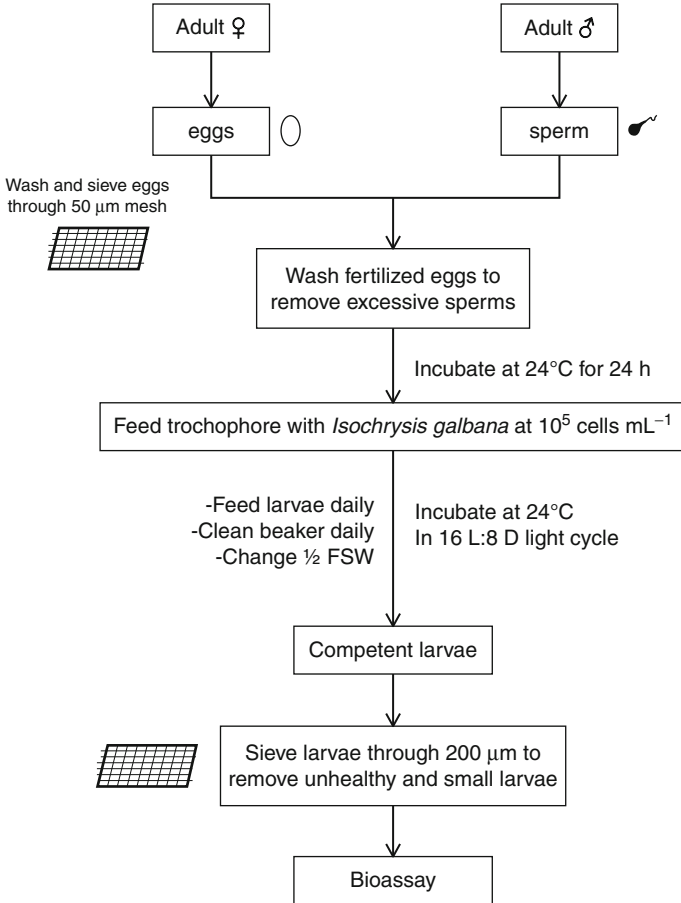 Adult ♀
Adult ♂
eggs
sperm
Wash and sieve eggs
through 50 μm mesh
Wash fertilized eggs to
remove excessive sperms
Incubate at 24°C for 24 h
Feed trochophore with Isochrysis galbana at 10⁵ cells mL⁻¹
-Feed larvae daily
-Clean beaker daily
-Change ½ FSW
Incubate at 24°C
In 16 L:8 D light cycle
Competent larvae
Sieve larvae through 200 μm to
remove unhealthy and small larvae
Bioassay